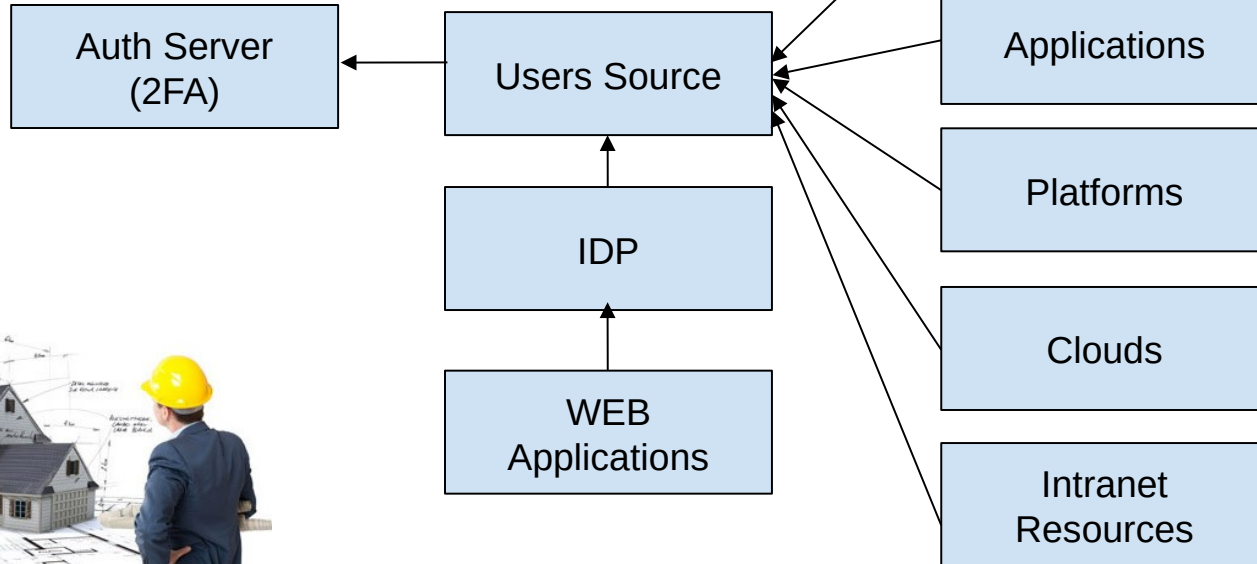 Auth Server
(2FA)
Users Source
Applications
Platforms
IDP
Clouds
WEB
Applications
Intranet
Resources